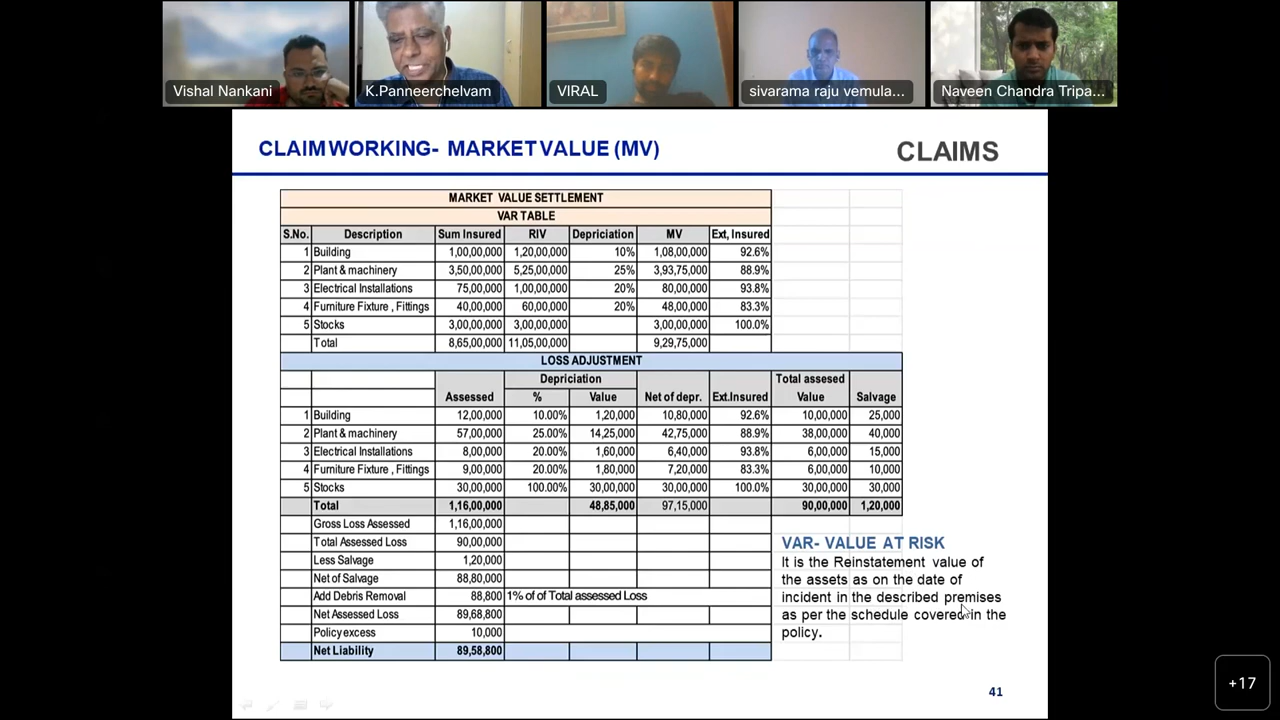 Vishal Nankani
K.Panneerchelvam
VIRAL
sivarama raju vemula...
Naveen Chandra Tripa...
CLAIM WORKING- MARKET VALUE (MV)
CLAIMS
MARKET VALUE SETTLEMENT
VAR TABLE
S.No. Description Sum Insured RIV Depriciation MV Ext, Insured
1 Building 1,00,00,000 1,20,00,000 10% 1,08,00,000 92.6%
2 Plant & machinery 3,50,00,000 5,25,00,000 25% 3,93,75,000 88.9%
3 Electrical Installations 75,00,000 1,00,00,000 20% 80,00,000 93.8%
4 Furniture Fixture , Fittings 40,00,000 60,00,000 20% 48,00,000 83.3%
5 Stocks 3,00,00,000 3,00,00,000 3,00,00,000 100.0%
Total 8,65,00,000 11,05,00,000 9,29,75,000
LOSS ADJUSTMENT
Depriciation Total assesed
Assessed % Value Net of depr. Ext.Insured Value Salvage
1 Building 12,00,000 10.00% 1,20,000 10,80,000 92.6% 10,00,000 25,000
2 Plant & machinery 57,00,000 25.00% 14,25,000 42,75,000 88.9% 38,00,000 40,000
3 Electrical Installations 8,00,000 20.00% 1,60,000 6,40,000 93.8% 6,00,000 15,000
4 Furniture Fixture , Fittings 9,00,000 20.00% 1,80,000 7,20,000 83.3% 6,00,000 10,000
5 Stocks 30,00,000 100.00% 30,00,000 30,00,000 100.0% 30,00,000 30,000
Total 1,16,00,000 48,85,000 97,15,000 90,00,000 1,20,000
Gross Loss Assessed 1,16,00,000
Total Assessed Loss 90,00,000
Less Salvage 1,20,000
Net of Salvage 88,80,000
Add Debris Removal 88,800 1% of of Total assessed Loss
Net Assessed Loss 89,68,800
Policy excess 10,000
Net Liability 89,58,800
VAR- VALUE AT RISK
It is the Reinstatement value of
the assets as on the date of
incident in the described premises
as per the schedule covered in the
policy.
41
+17